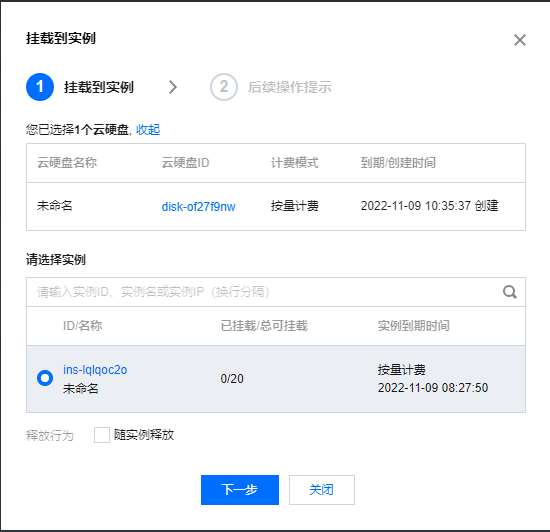 挂载到实例
1 挂载到实例 2 后续操作提示
您已选择1个云硬盘, 收起
云硬盘名称 云硬盘ID 计费模式 到期/创建时间
未命名 disk-of27f9nw 按量计费 2022-11-09 10:35:37 创建
请选择实例
请输入实例ID、实例名或实例IP（换行分隔）
ID/名称 已挂载/总可挂载 实例到期时间
ins-lqlqoc2o 0/20 按量计费
未命名 2022-11-09 08:27:50
释放行为 随实例释放
下一步 关闭